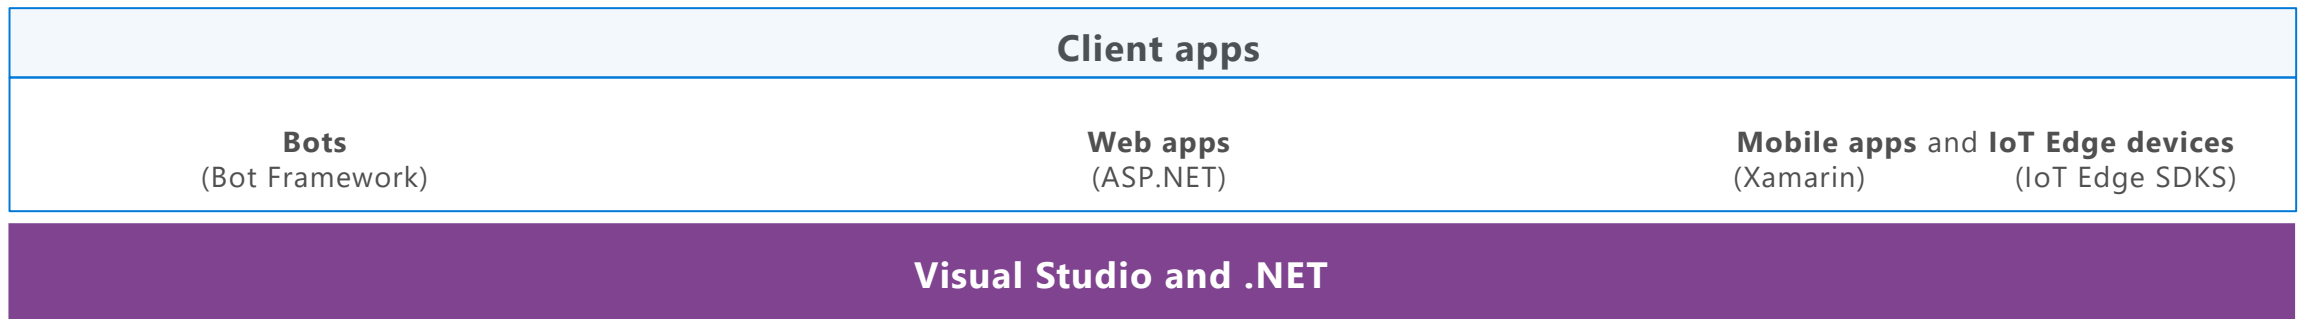 Client apps
Bots
(Bot Framework)
Web apps
(ASP.NET)
Mobile apps and IoT Edge devices
(Xamarin) (IoT Edge SDKS)
Visual Studio and .NET